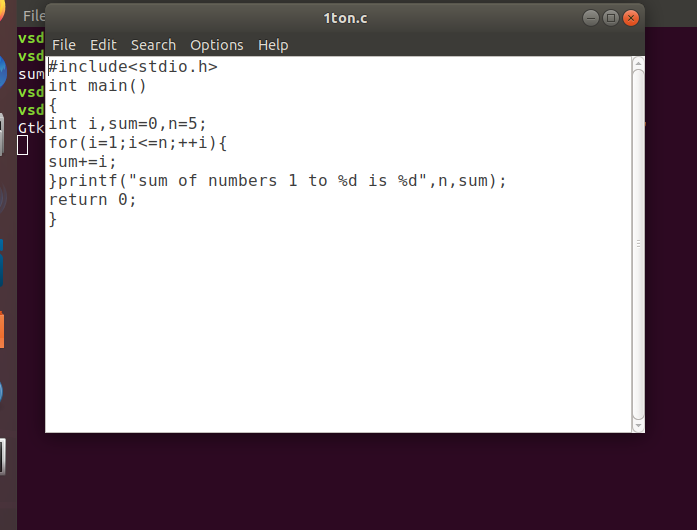 1ton.c
File
File Edit Search Options Help
vsd
vsd
sum
vsd
vsd
Gtk
#include<stdio.h>
int main()
{
int i,sum=0,n=5;
for(i=1;i<=n;++i){
sum+=i;
}printf("sum of numbers 1 to %d is %d",n,sum);
return 0;
}